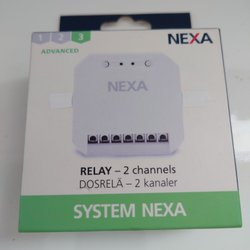 1 2 3
NEXA
ADVANCED
NEXA
RELAY – 2 channels
DOSRELÄ – 2 kanaler
SYSTEM NEXA